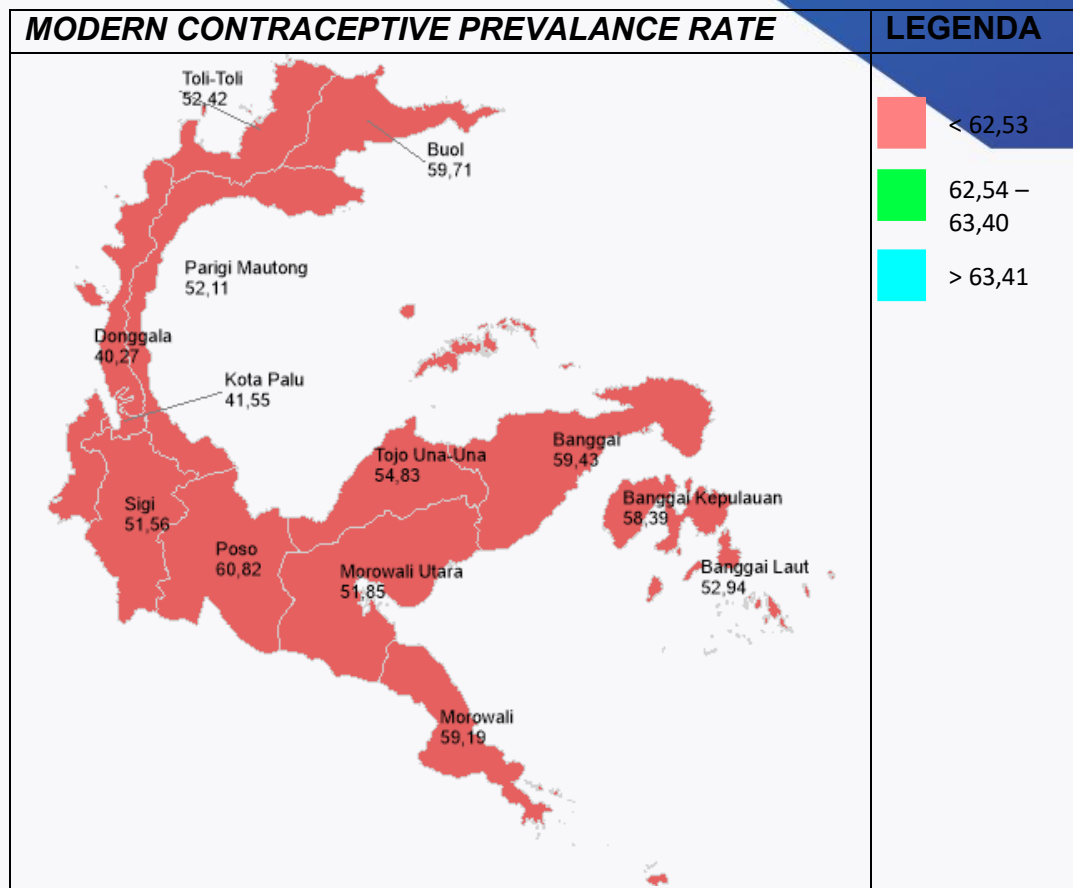 MODERN CONTRACEPTIVE PREVALANCE RATE
LEGENDA
< 62,53
62,54 –
63,40
> 63,41
Toli-Toli
52,42
Buol
59,71
Parigi Mautong
52,11
Donggala
40,27
Kota Palu
41,55
Banggai
59,43
Tojo Una-Una
54,83
Sigi
51,56
Banggai Kepulauan
58,39
Poso
60,82
Morowali Utara
51,85
Banggai Laut
52,94
Morowali
59,19